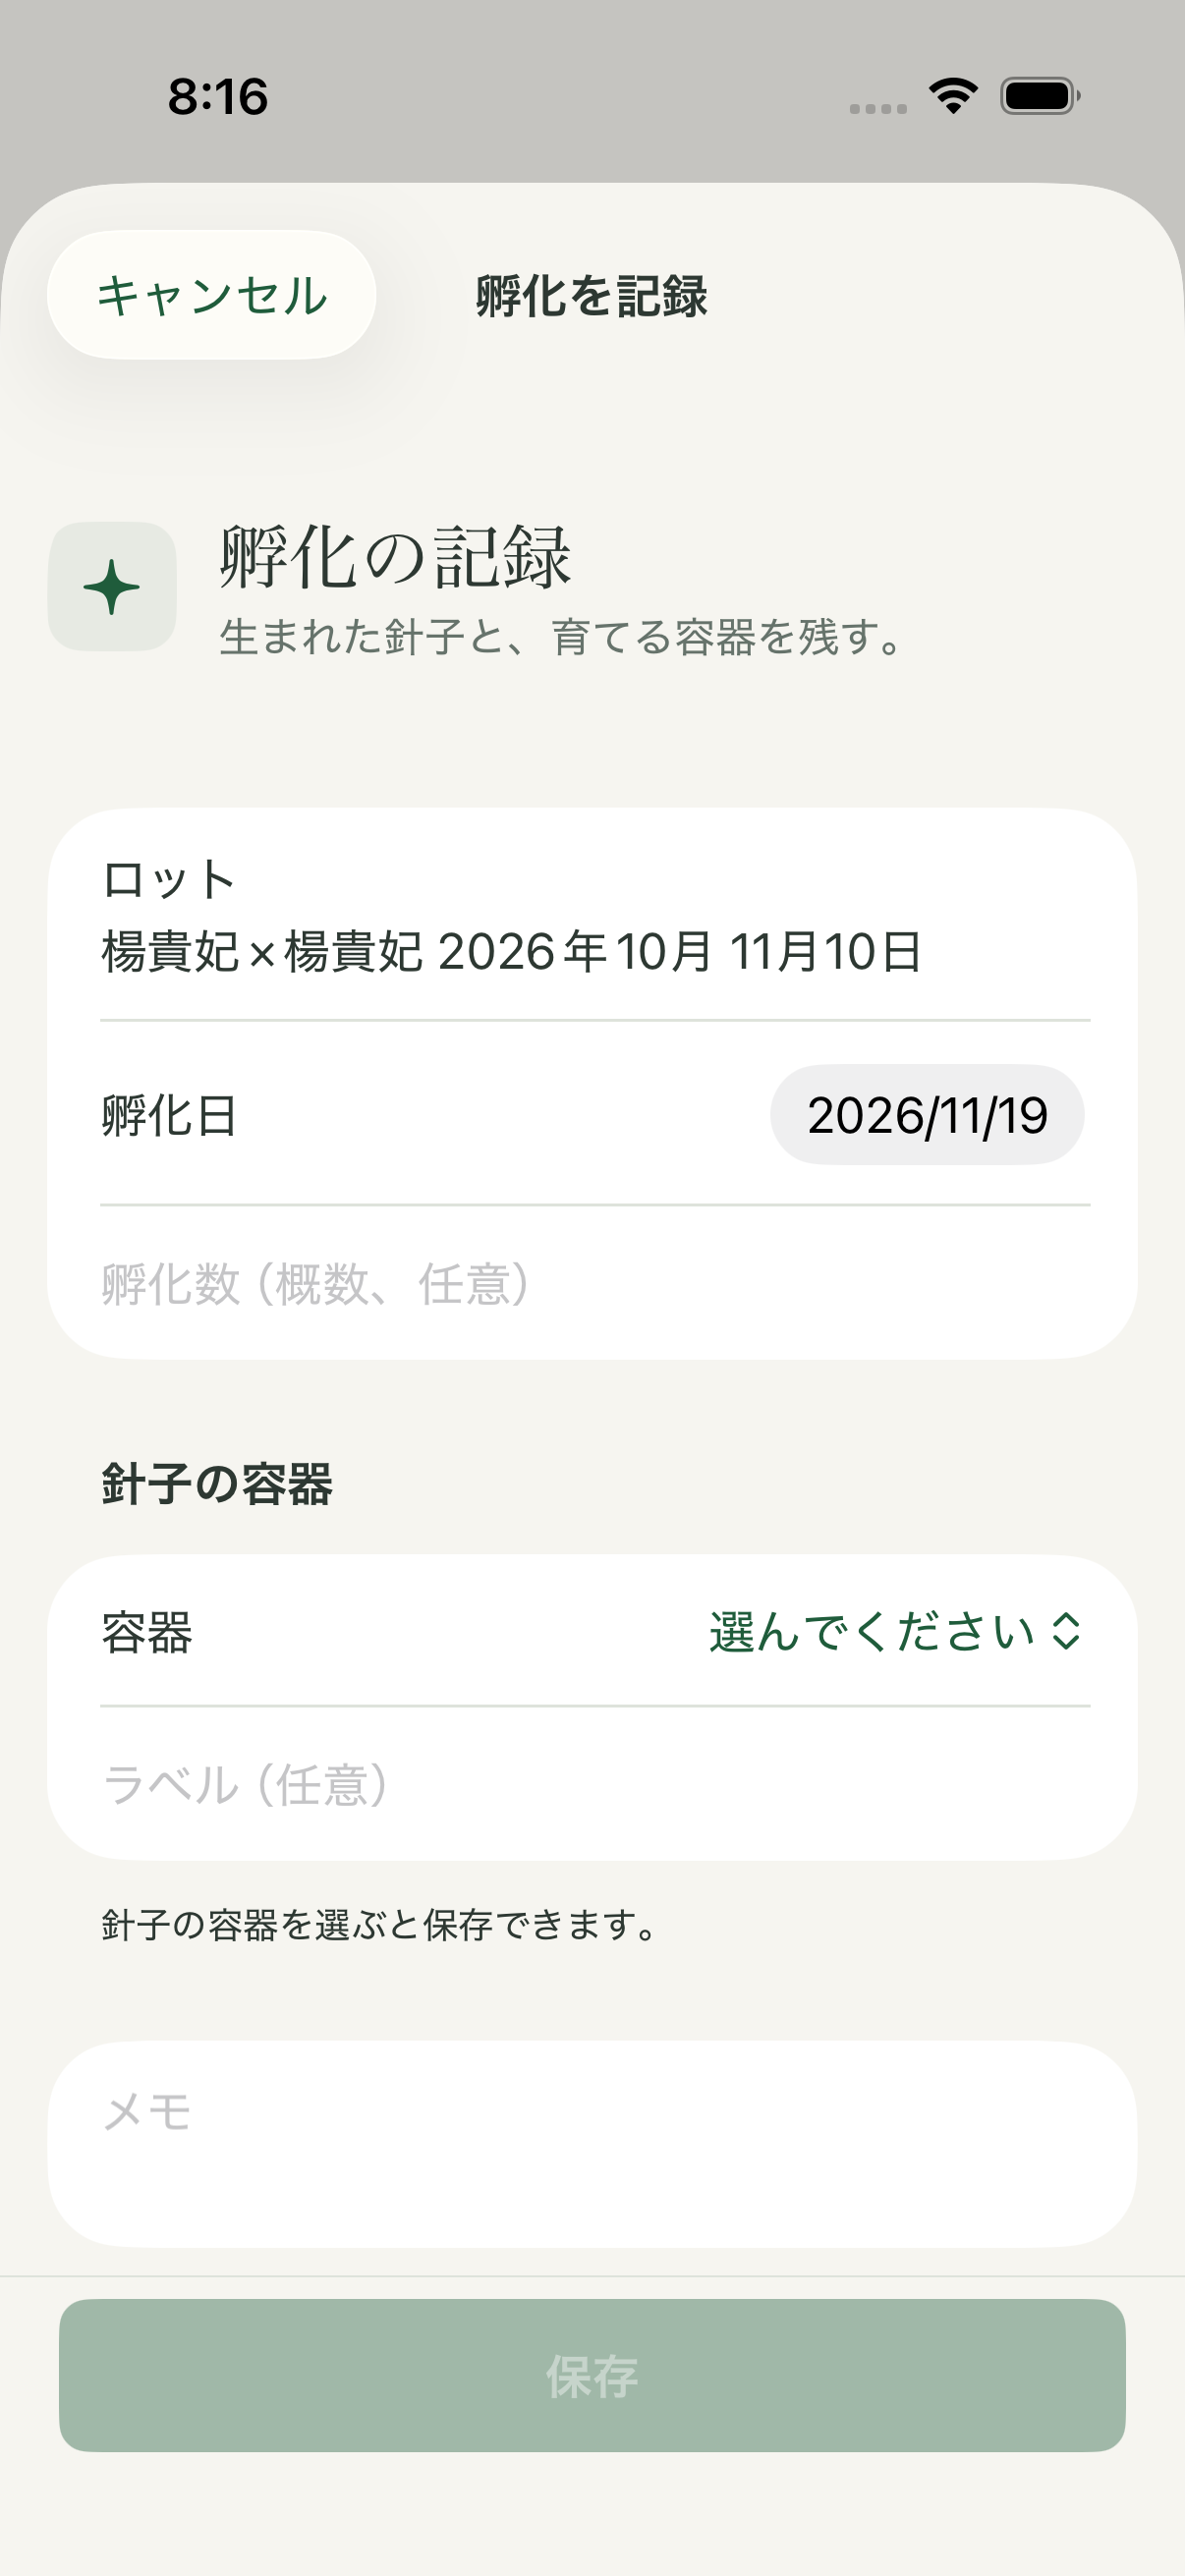 8:16
キャンセル
孵化を記録
孵化の記録
生まれた針子と、育てる容器を残す。
ロット
楊貴妃×楊貴妃 2026年10月 11月10日
孵化日
2026/11/19
孵化数（概数、任意）
針子の容器
容器
選んでください
ラベル（任意）
針子の容器を選ぶと保存できます。
メモ
保存